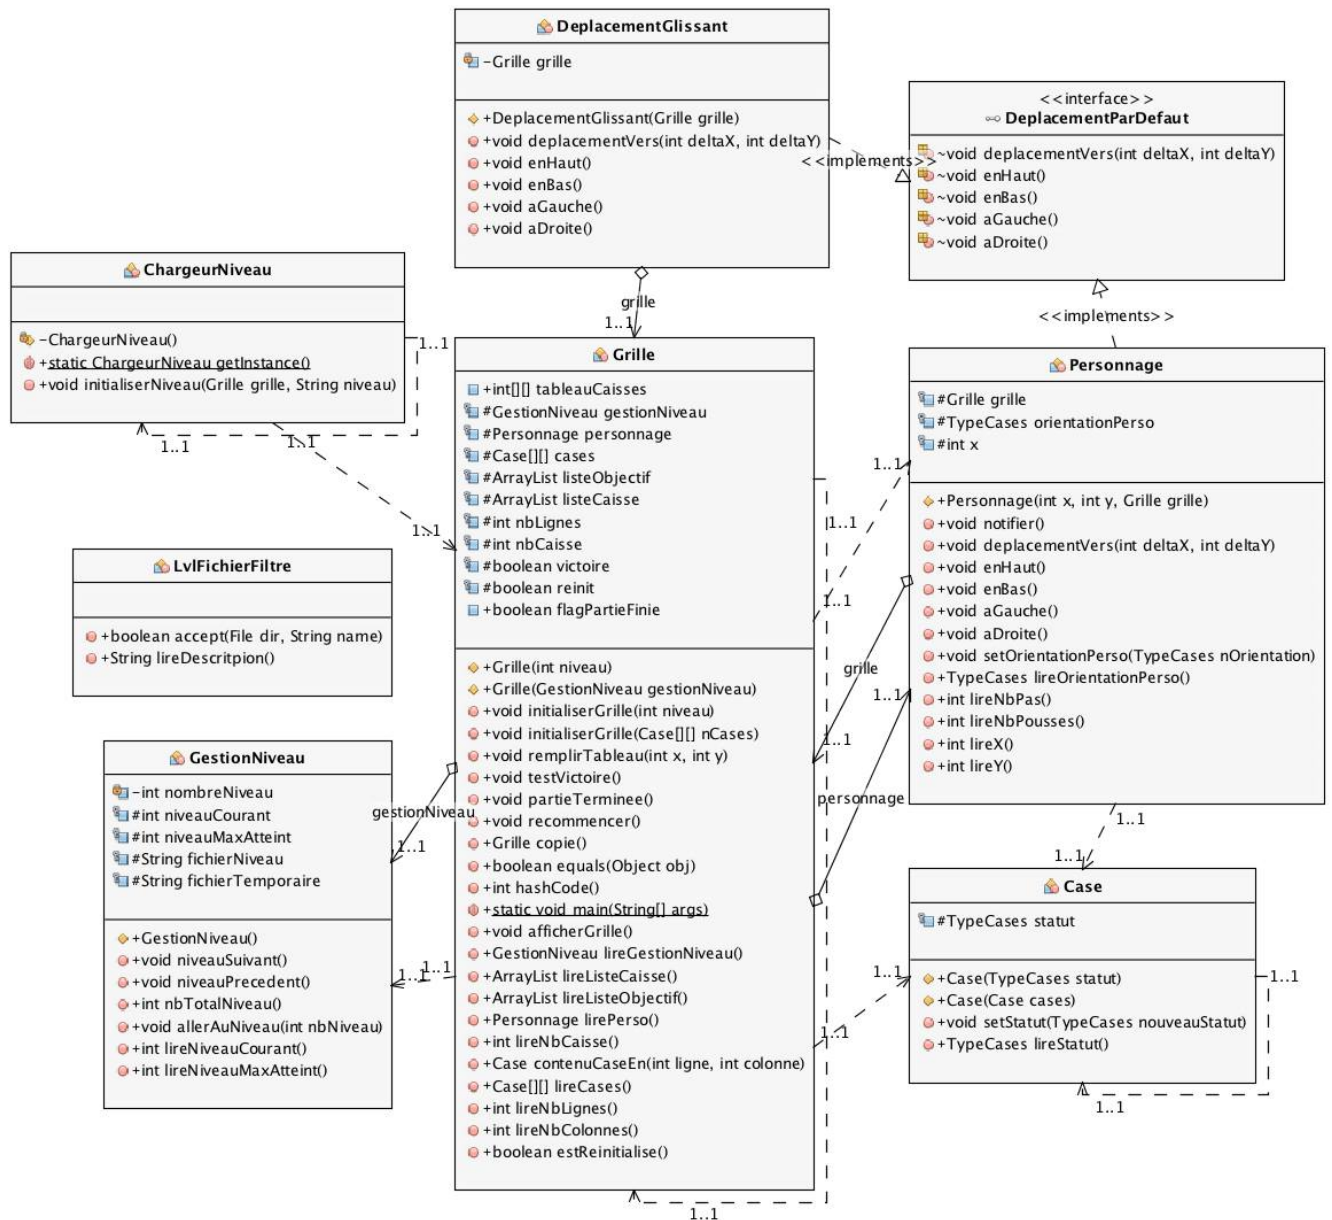 DeplacementGlissant
-Grille grille
+DeplacementGlissant(Grille grille)
+void deplacementVers(int deltaX, int deltaY)
+void enHaut()
+void enBas()
+void aGauche()
+void aDroite()
<<interface>>
DeplacementParDefaut
~void deplacementVers(int deltaX, int deltaY)
~void enHaut()
~void enBas()
~void aGauche()
~void aDroite()
<<implements>>
<<implements>>
ChargeurNiveau
-ChargeurNiveau()
+static ChargeurNiveau getInstance()
+void initialiserNiveau(Grille grille, String niveau)
1..1
1..1
1..1
1..1
grille
1..1
Grille
+int[][] tableauCaisses
#GestionNiveau gestionNiveau
#Personnage personnage
#Case[][] cases
#ArrayList listeObjectif
#ArrayList listeCaisse
#int nbLignes
#int nbCaisse
#boolean victoire
#boolean reinit
+boolean flagPartieFinie
+Grille(int niveau)
+Grille(GestionNiveau gestionNiveau)
+void initialiserGrille(int niveau)
+void initialiserGrille(Case[][] nCases)
+void remplirTableau(int x, int y)
+void testVictoire()
+void partieTerminee()
+void recommencer()
+Grille copie()
+boolean equals(Object obj)
+int hashCode()
+static void main(String[] args)
+void afficherGrille()
+GestionNiveau lireGestionNiveau()
+ArrayList lireListeCaisse()
+ArrayList lireListeObjectif()
+Personnage lirePerso()
+int lireNbCaisse()
+Case contenuCaseEn(int ligne, int colonne)
+Case[][] lireCases()
+int lireNbLignes()
+int lireNbColonnes()
+boolean estReinitialise()
1..1
1..1
1..1
1..1
grille
1..1
1..1
personnage
Personnage
#Grille grille
#TypeCases orientationPerso
#int x
+Personnage(int x, int y, Grille grille)
+void notifier()
+void deplacementVers(int deltaX, int deltaY)
+void enHaut()
+void enBas()
+void aGauche()
+void aDroite()
+void setOrientationPerso(TypeCases nOrientation)
+TypeCases lireOrientationPerso()
+int lireNbPas()
+int lireNbPousses()
+int lireX()
+int lireY()
1..1
1..1
LvlFichierFiltre
+boolean accept(File dir, String name)
+String lireDescritpion()
GestionNiveau
-int nombreNiveau
#int niveauCourant
#int niveauMaxAtteint
#String fichierNiveau
#String fichierTemporaire
+GestionNiveau()
+void niveauSuivant()
+void niveauPrecedent()
+int nbTotalNiveau()
+void allerAuNiveau(int nbNiveau)
+int lireNiveauCourant()
+int lireNiveauMaxAtteint()
gestionNiveau
1..1
1..1
1..1
Case
#TypeCases statut
+Case(TypeCases statut)
+Case(Case cases)
+void setStatut(TypeCases nouveauStatut)
+TypeCases lireStatut()
1..1
1..1
1..1
1..1